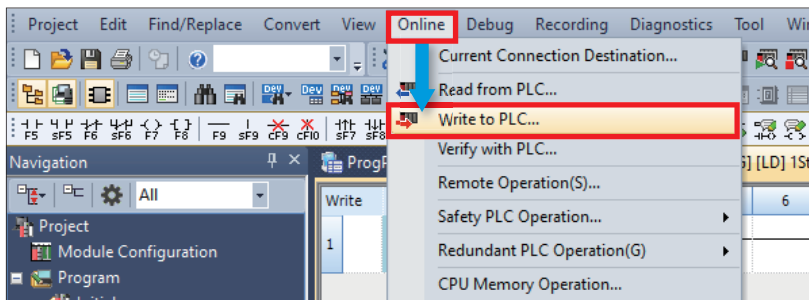 Project Edit Find/Replace Convert View Online Debug Recording Diagnostics Tool
Current Connection Destination...
Read from PLC...
F5 sF5 F6 sF6 F7 F8 F9 sF9 cF9 cF10 sF7 sF8
Write to PLC...
Navigation
Verify with PLC...
[LD] 1St
All
Write
Remote Operation(S)...
6
Project
Safety PLC Operation...
Module Configuration
1
Redundant PLC Operation(G)
Program
CPU Memory Operation...